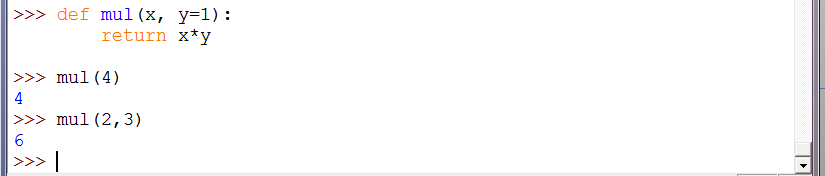 >>> def mul(x, y=1):
        return x*y

>>> mul(4)
4
>>> mul(2,3)
6
>>>